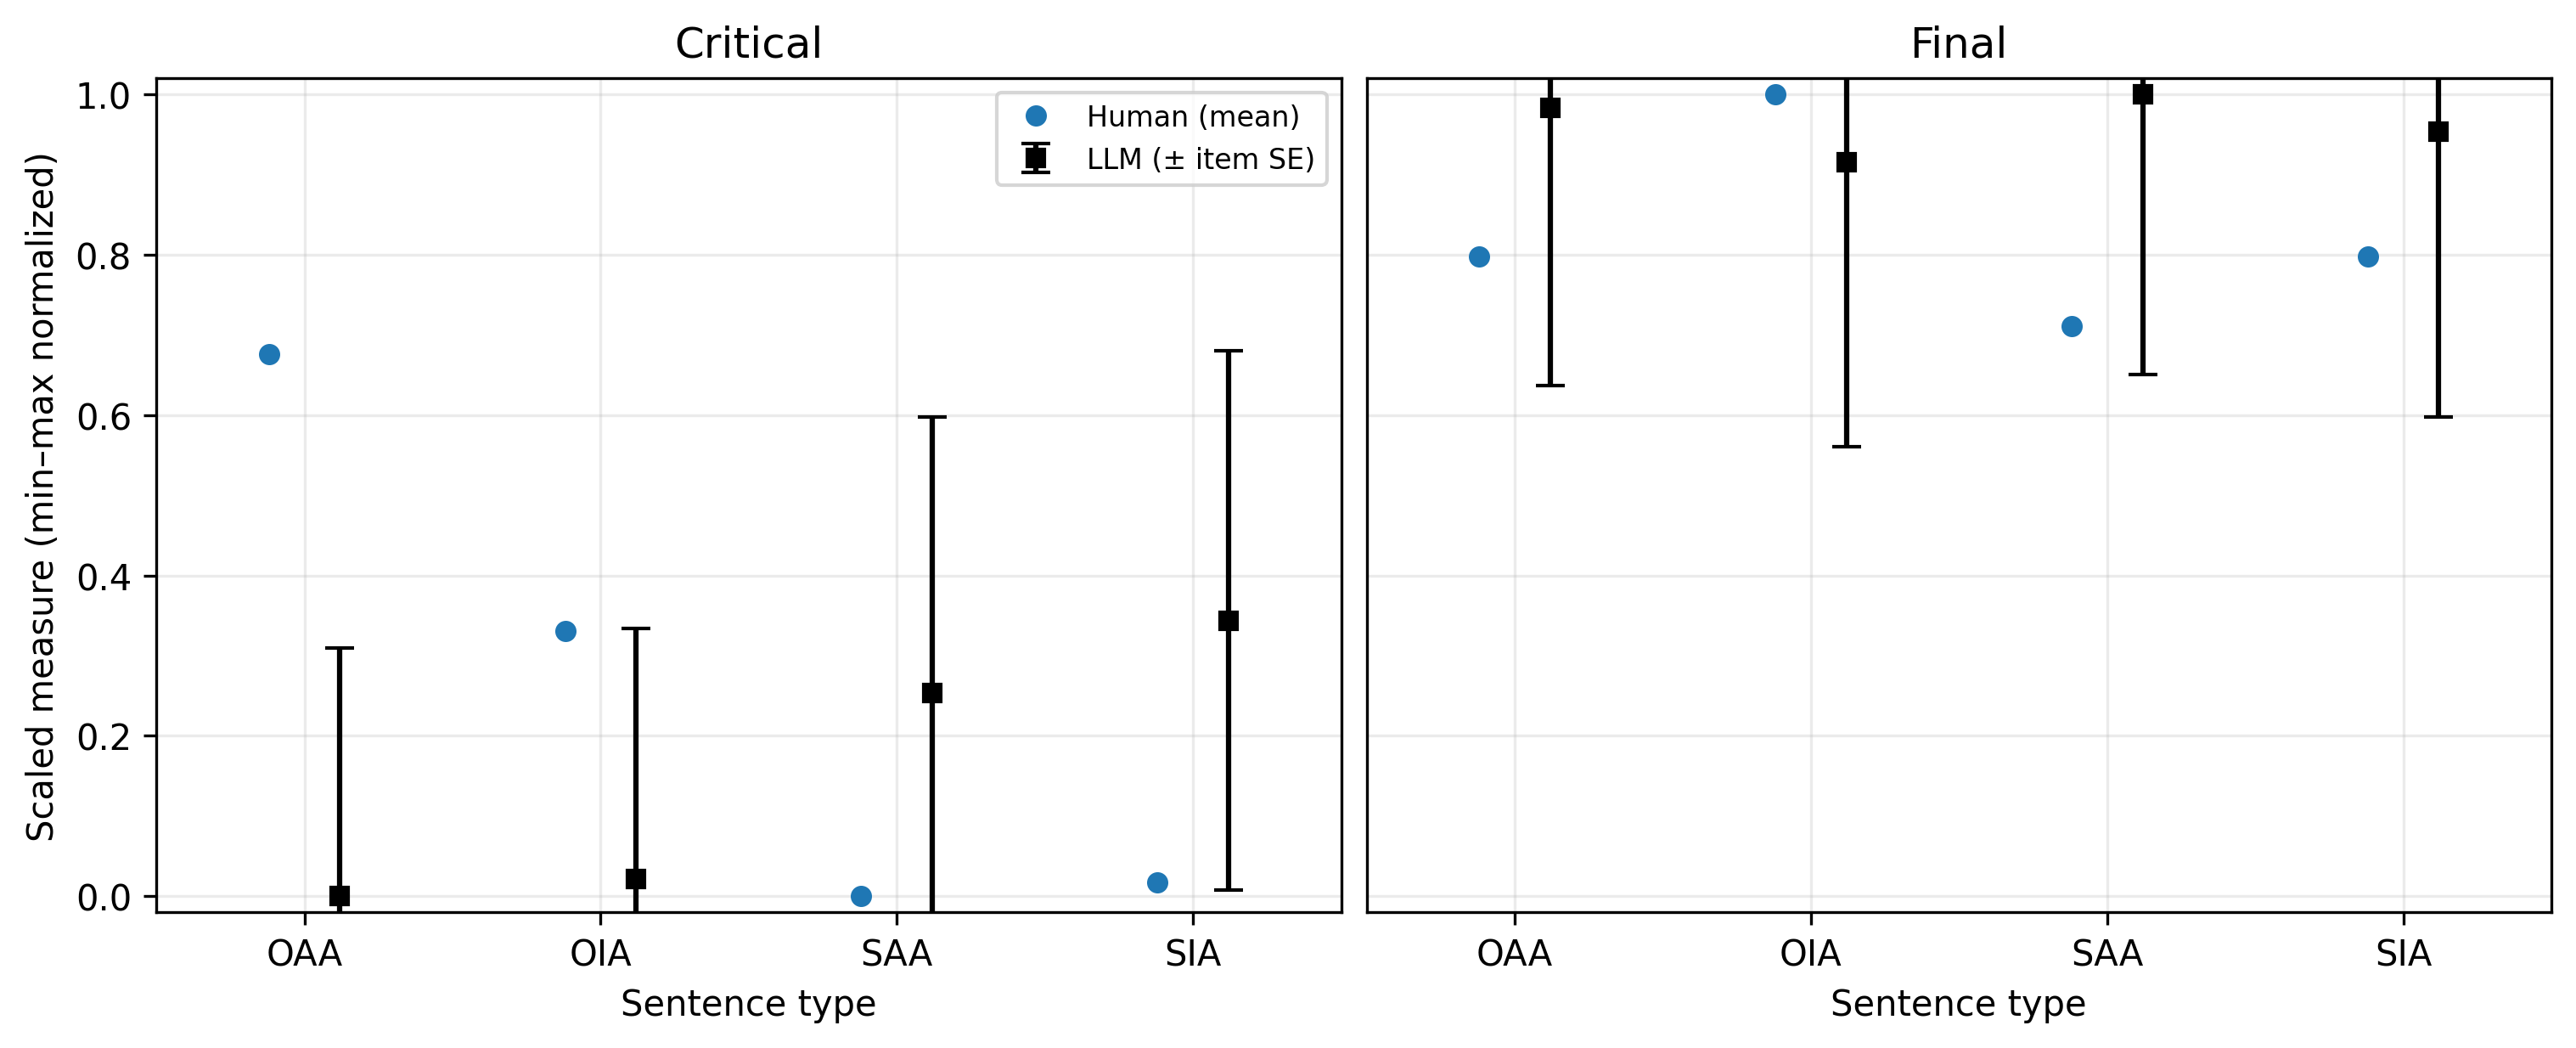 Critical
Final
Scaled measure (min–max normalized)
1.0
0.8
0.6
0.4
0.2
0.0
Human (mean)
LLM (± item SE)
OAA OIA SAA SIA
Sentence type
OAA OIA SAA SIA
Sentence type